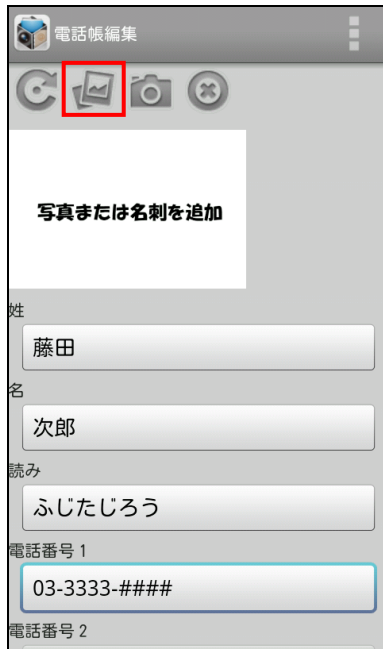 電話帳編集
写真または名刺を追加
姓
藤田
名
次郎
読み
ふじたじろう
電話番号 1
03-3333-####
電話番号 2